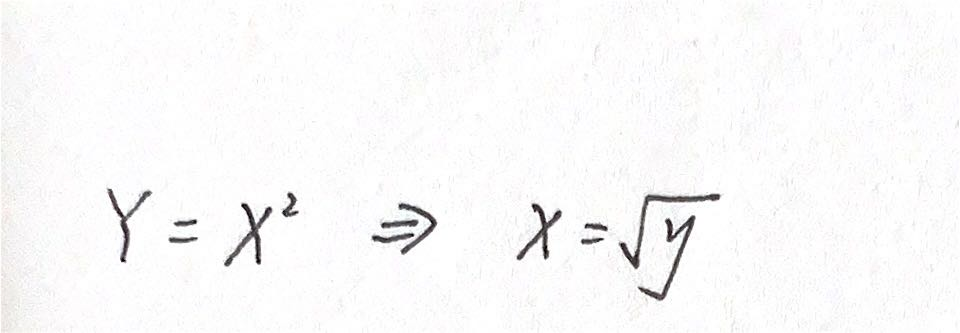 Y = X² ⇒ X = √y